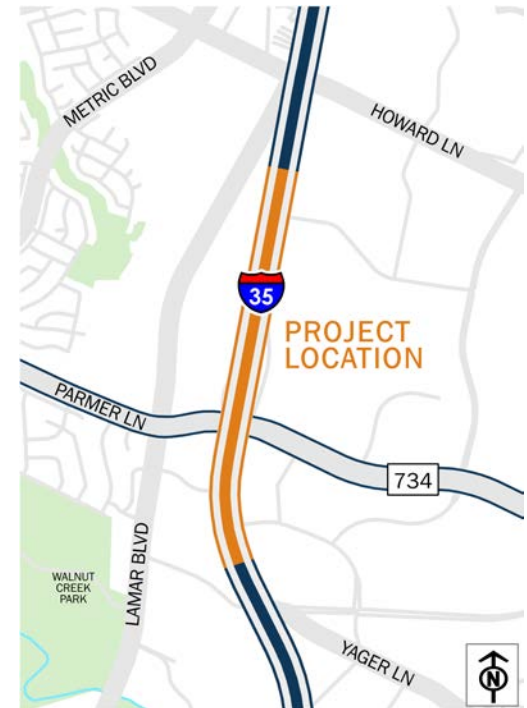 METRIC BLVD
HOWARD LN
35
PROJECT
LOCATION
PARMER LN
734
WALNUT
CREEK
PARK
LAMAR BLVD
YAGER LN
N